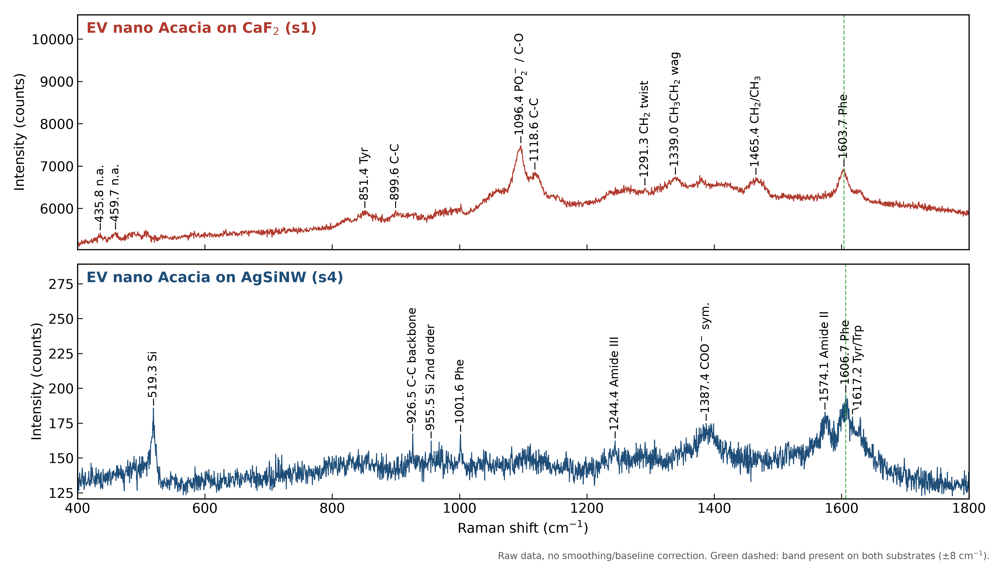 EV nano Acacia on CaF₂ (s1)
Intensity (counts)
10000
9000
8000
7000
6000
435.8 n.a.
459.7 n.a.
851.4 Tyr
899.6 C-C
1096.4 PO₂⁻ / C-O
1118.6 C-C
1291.3 CH₂ twist
1339.0 CH₃CH₂ wag
1465.4 CH₂/CH₃
1603.7 Phe
EV nano Acacia on AgSiNW (s4)
Intensity (counts)
275
250
225
200
175
150
125
519.3 Si
926.5 C-C backbone
955.5 Si 2nd order
1001.6 Phe
1244.4 Amide III
1387.4 COO⁻ sym.
1574.1 Amide II
1606.7 Phe
1617.2 Tyr/Trp
400 600 800 1000 1200 1400 1600 1800
Raman shift (cm⁻¹)
Raw data, no smoothing/baseline correction. Green dashed: band present on both substrates (±8 cm⁻¹).